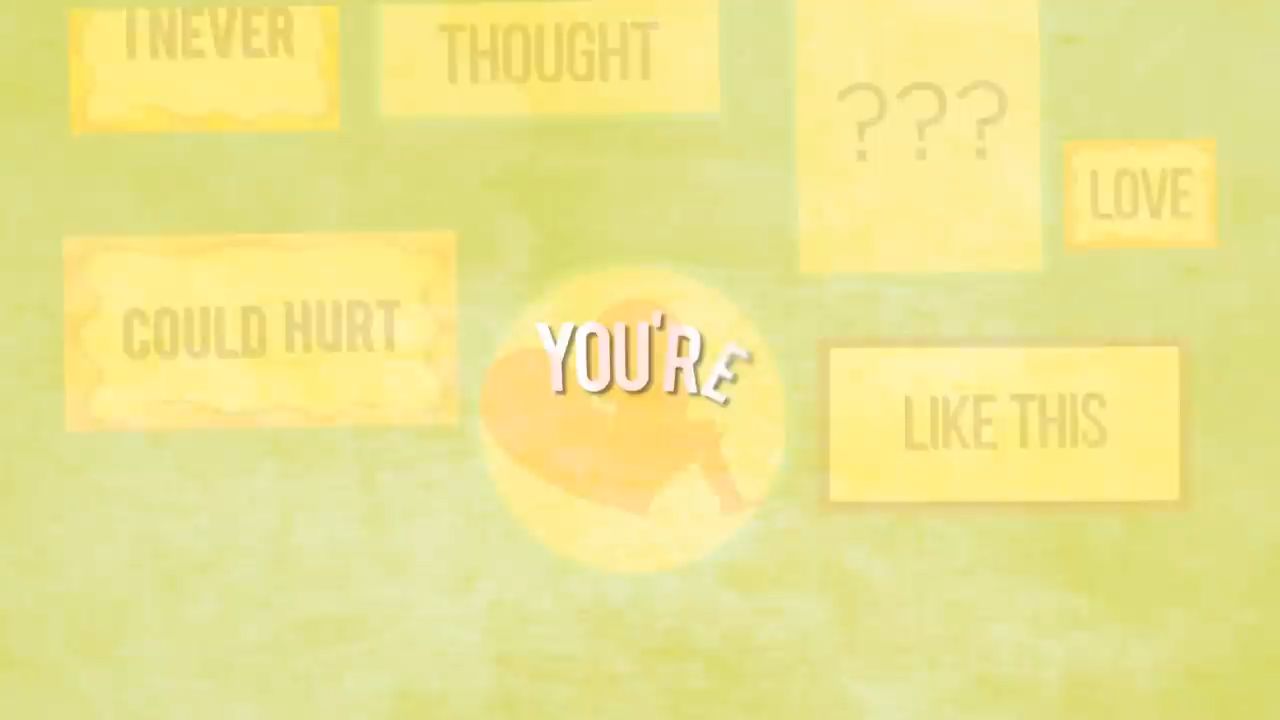 I NEVER
THOUGHT
???
LOVE
COULD HURT
YOU'RE
LIKE THIS